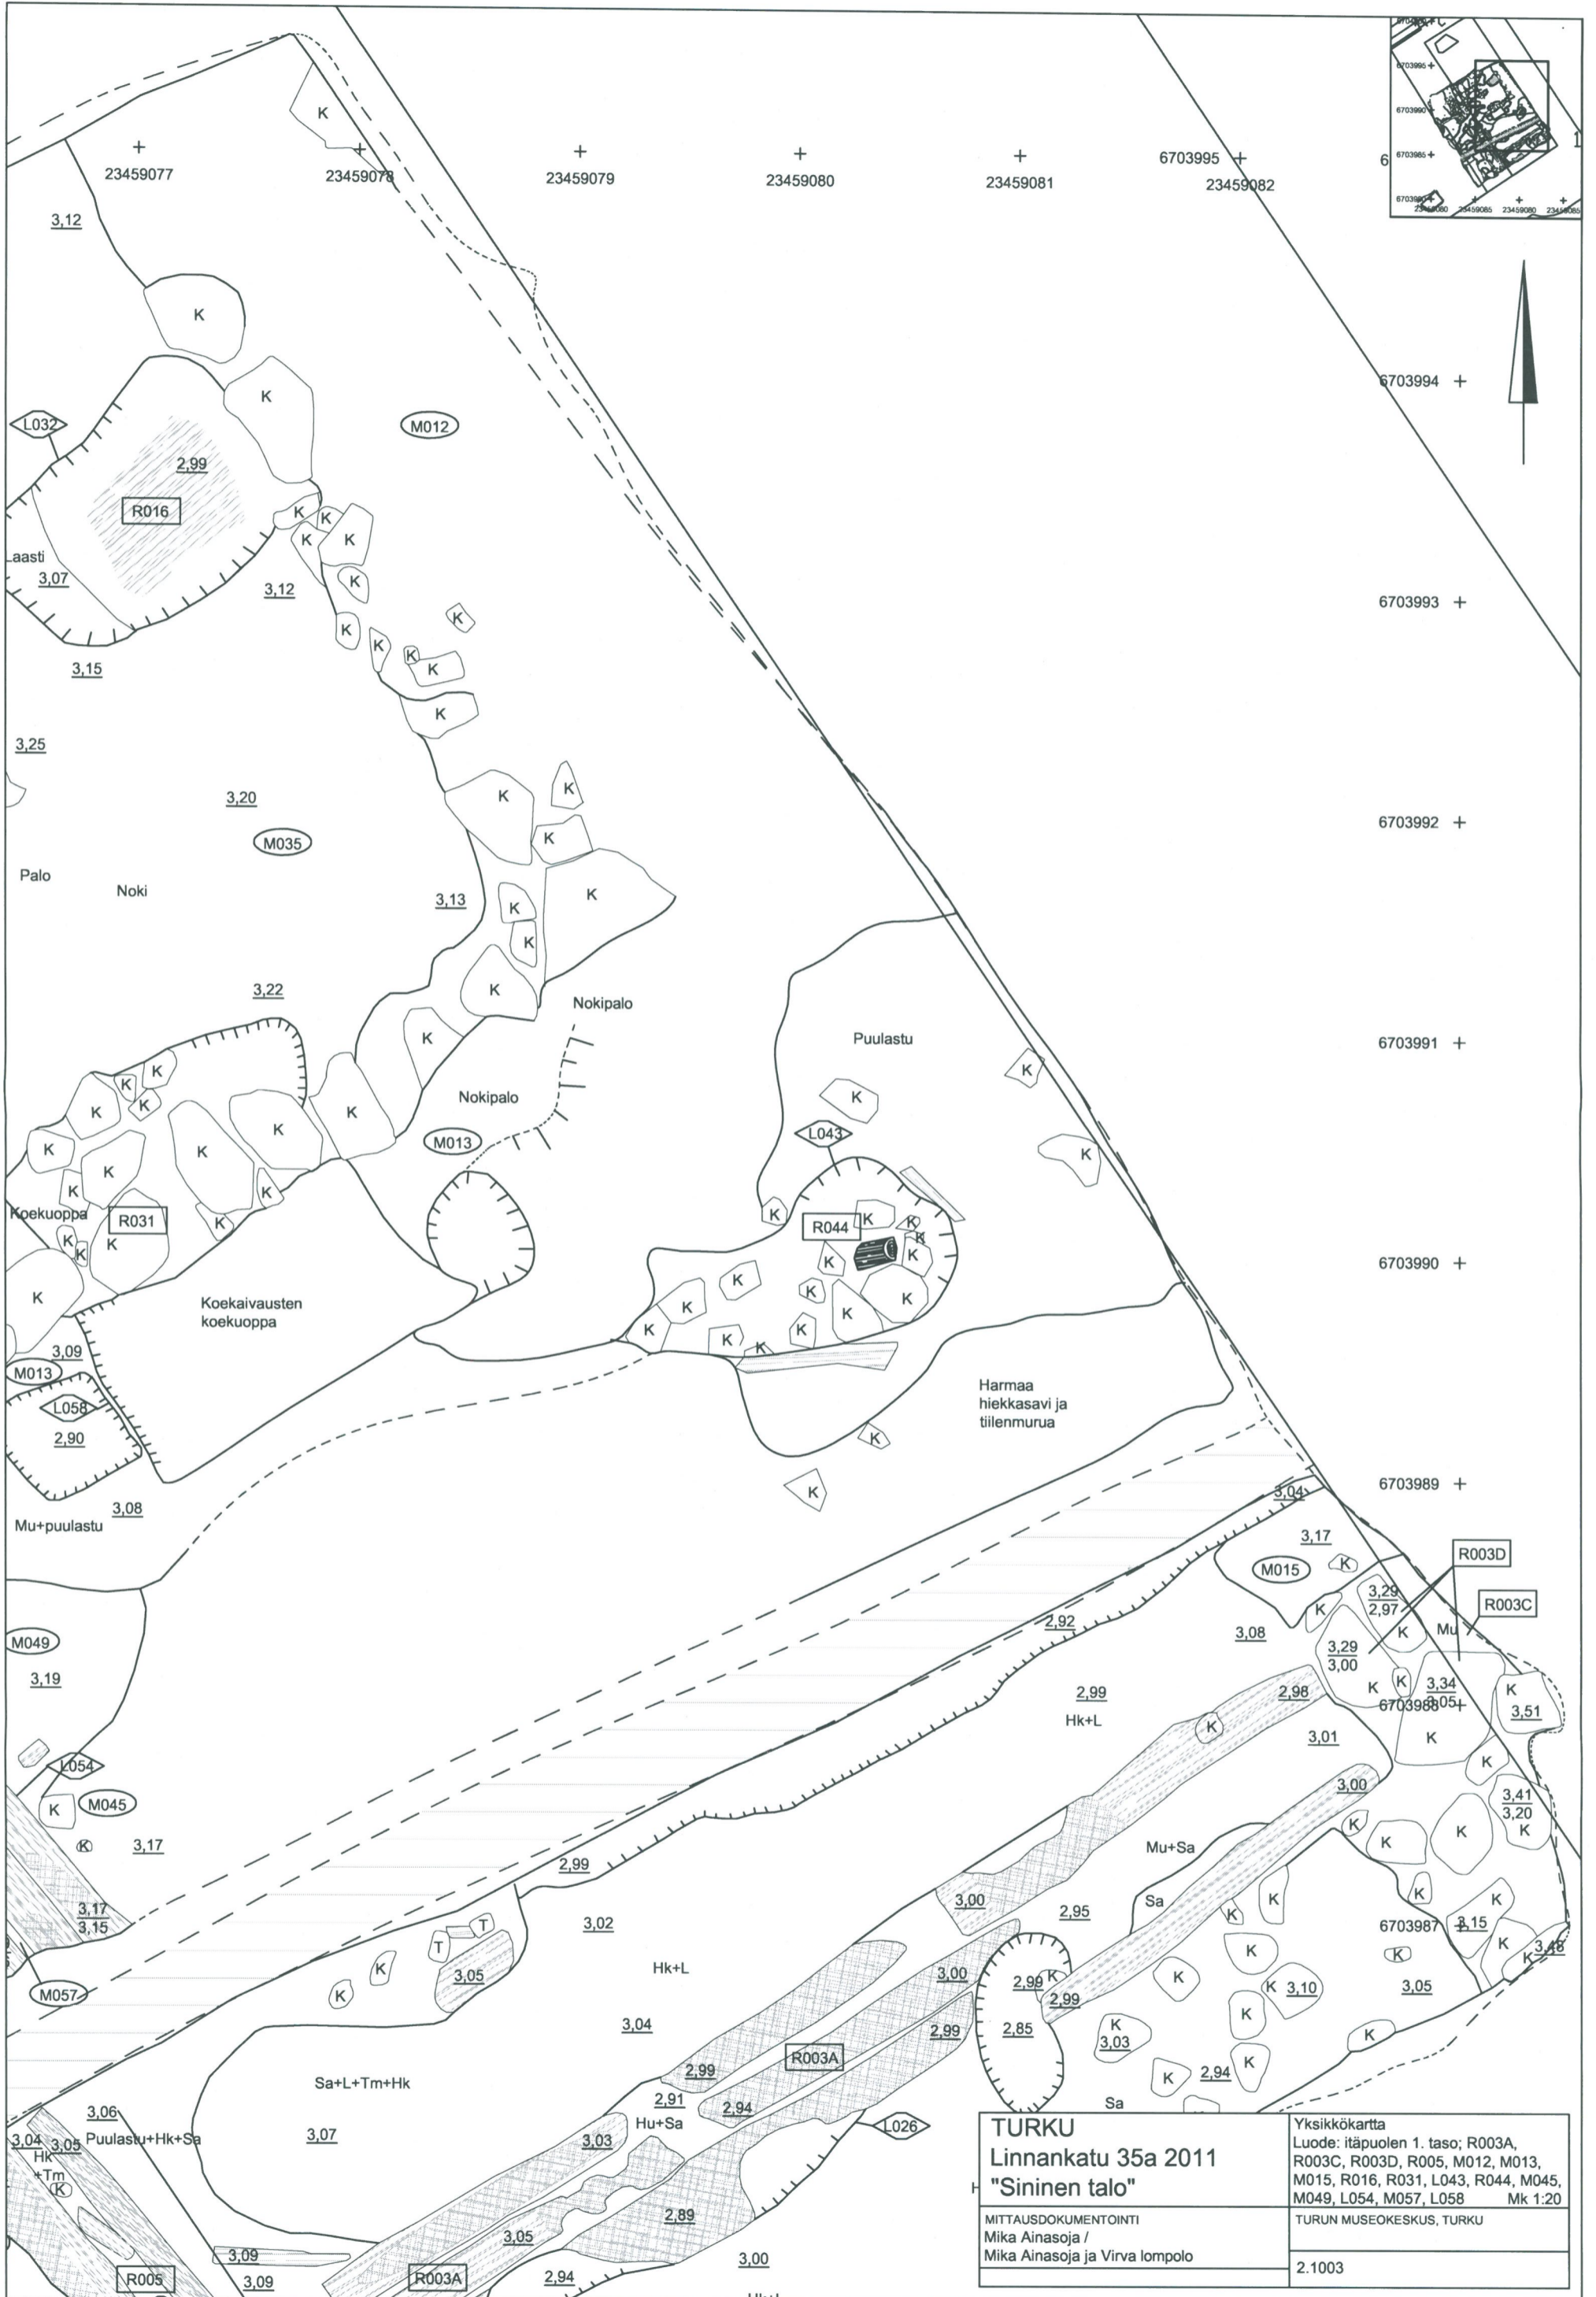 23459077
23459078
23459079
23459080
23459081
6703995
23459082
6703995
6703990
6703985
23459080
23459085
23459080
23459085
K
3,12
K
6703994
K
L032
M012
2,99
R016
K
K
K
K
Laasti
3,07
3,12
K
6703993
K
K
K
K
K
3,15
K
3,25
3,20
K
K
M035
6703992
K
Palo
Noki
3,13
K
K
K
3,22
K
Nokipalo
K
Puulastu
6703991
K
K
K
K
K
Nokipalo
K
K
K
K
M013
L043
K
K
K
K
K
K
K
Koekuoppa
R031
K
K
R044
K
K
K
K
K
K
K
K
6703990
K
K
K
K
K
K
Koekaivausten
koekuoppa
K
K
K
K
3,09
M013
Harmaa
hiekkasavi ja
tiilenmurua
L058
2,90
K
K
3,08
Mu+puulastu
6703989
3,04
3,17
M015
K
R003D
3,29
2,97
R003C
K
K
Mu
M049
2,92
3,08
3,29
3,00
3,19
K
K
3,34
3,05
6703988
K
3,51
2,99
2,98
Hk+L
K
K
3,01
L054
K
3,00
M045
K
3,41
3,20
K
K
3,17
K
K
K
Mu+Sa
2,99
3,17
3,15
3,00
2,95
Sa
K
K
K
K
3,02
T
T
6703987
3,15
K
3,48
K
K
K
Hk+L
K
3,05
3,00
2,99
K
K
K
3,10
3,05
M057
K
2,99
3,04
2,99
2,85
K
3,03
K
K
R003A
2,99
K
K
2,94
Sa+L+Tm+Hk
2,91
2,94
Sa
3,06
Hu+Sa
L026
3,04
3,05
Puulastu+Hk+Sa
3,07
3,03
Hk
+Tm
K
2,89
3,05
3,09
3,00
R005
3,09
R003A
2,94
TURKU
Linnankatu 35a 2011
"Sininen talo"
Yksikkökartta
Luode: itäpuolen 1. taso; R003A,
R003C, R003D, R005, M012, M013,
M015, R016, R031, L043, R044, M045,
M049, L054, M057, L058 Mk 1:20
MITTAUSDOKUMENTOINTI
Mika Ainasoja /
Mika Ainasoja ja Virva lompolo
TURUN MUSEOKESKUS, TURKU
2.1003